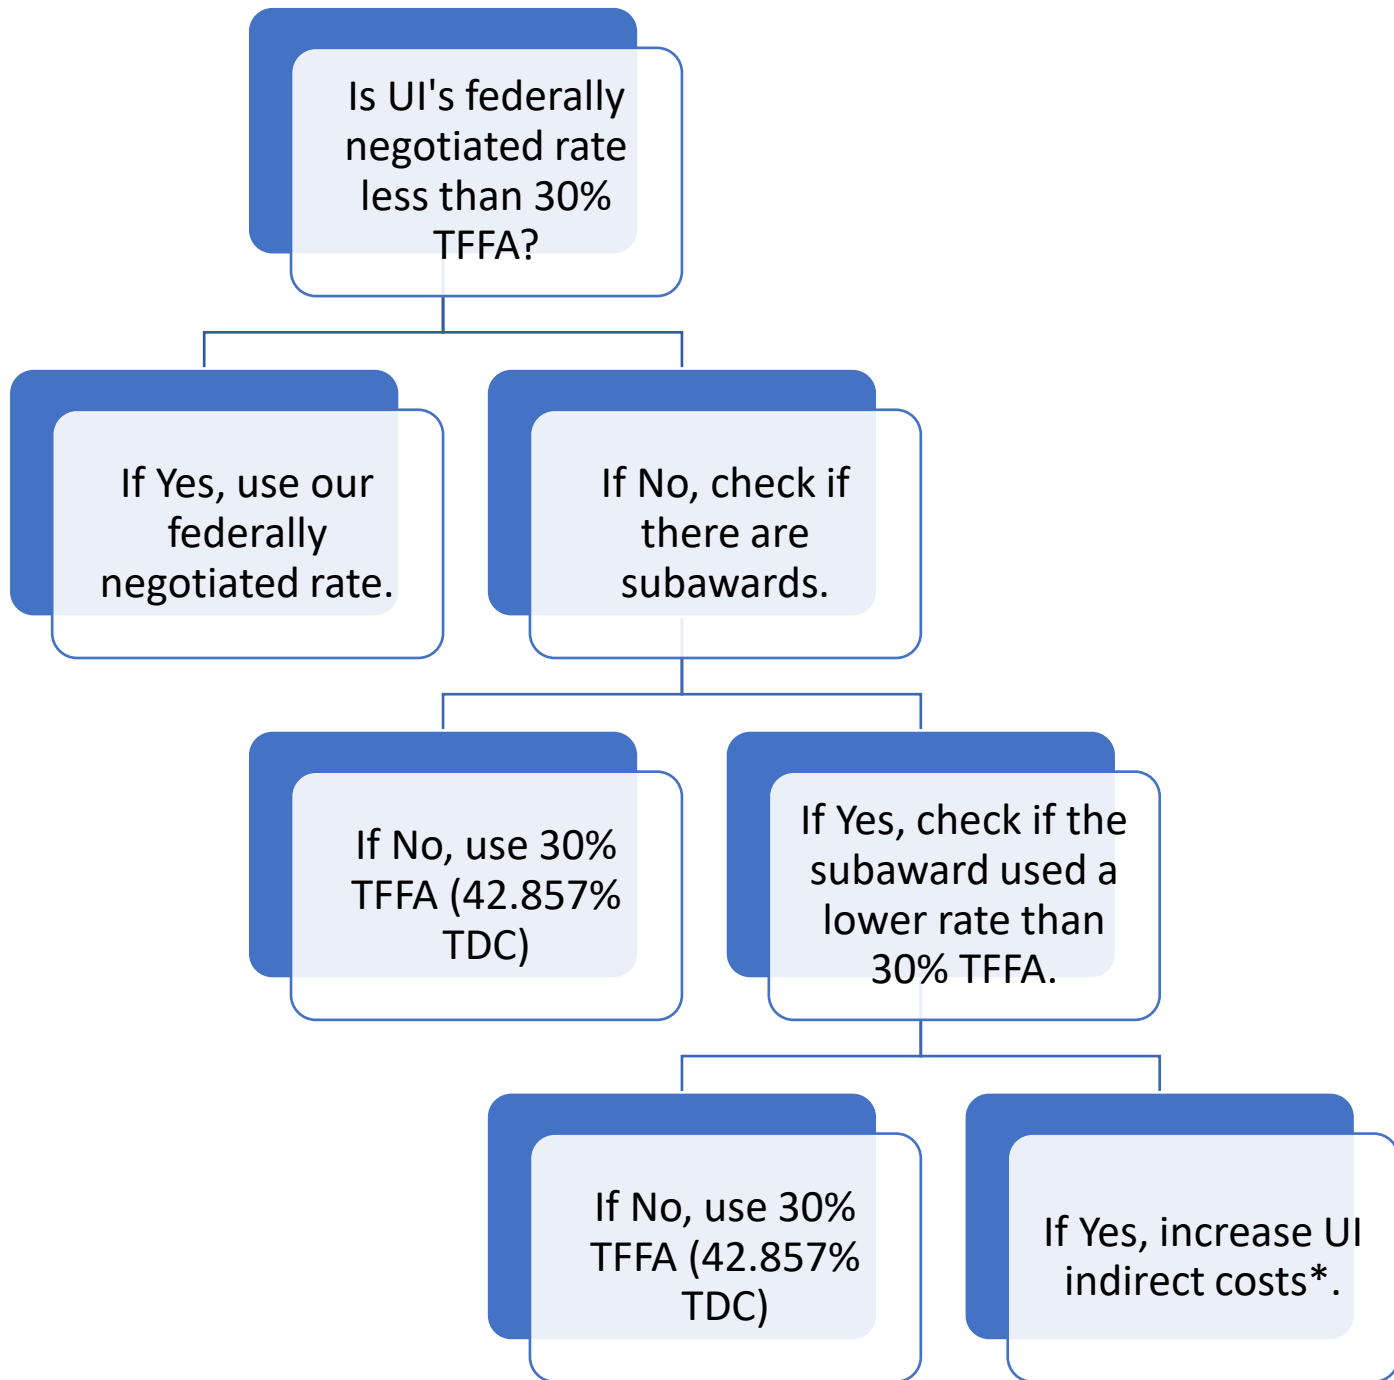 Is UI's federally
negotiated rate
less than 30%
TFFA?
If Yes, use our
federally
negotiated rate.
If No, check if
there are
subawards.
If No, use 30%
TFFA (42.857%
TDC)
If Yes, check if the
subaward used a
lower rate than
30% TFFA.
If No, use 30%
TFFA (42.857%
TDC)
If Yes, increase UI
indirect costs*.